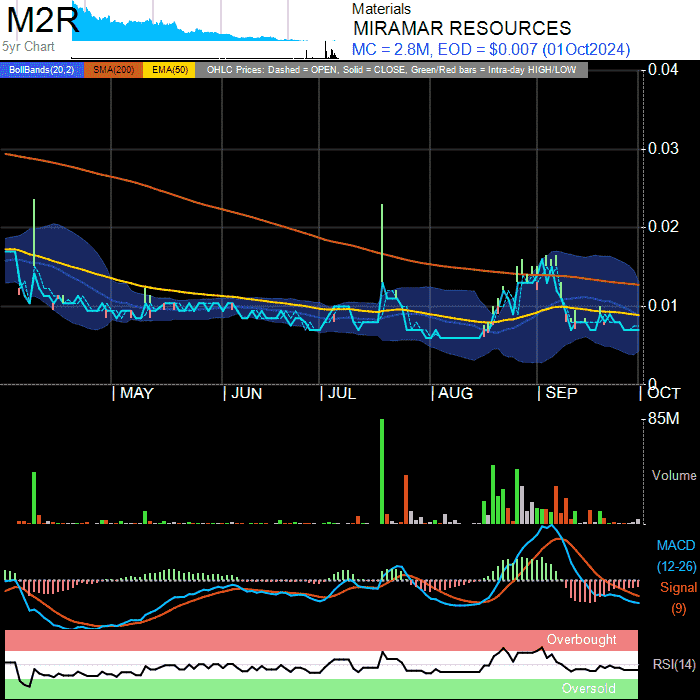 M2R
5yr Chart
Materials
MIRAMAR RESOURCES
MC = 2.8M, EOD = $0.007 (01Oct2024)
BollBands(20,2) SMA(200) EMA(50) OHLC Prices: Dashed = OPEN, Solid = CLOSE, Green/Red bars = Intra-day HIGH/LOW
0.04
0.03
0.02
0.01
0
MAY JUN JUL AUG SEP OCT
85M
Volume
MACD
(12-26)
Signal
(9)
Overbought
RSI(14)
Oversold